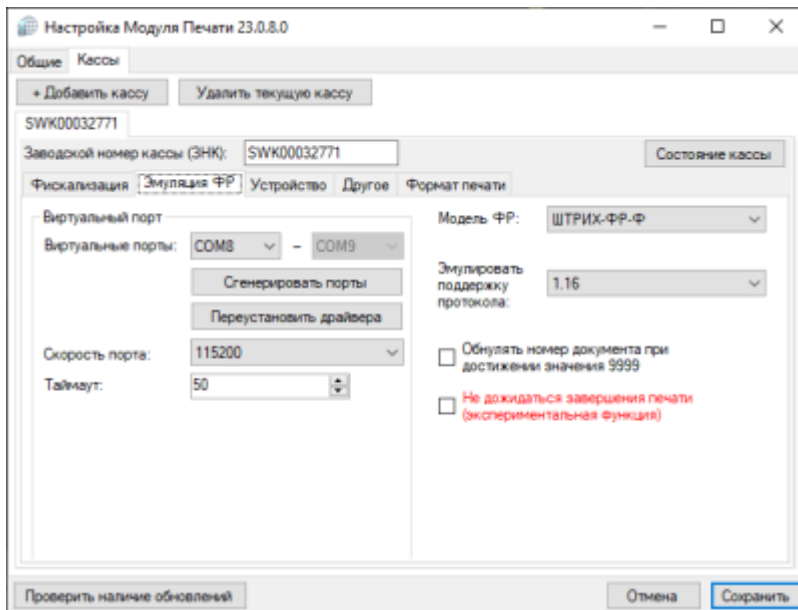 Настройка Модуля Печати 23.0.8.0
Общие Кассы
+ Добавить кассу Удалить текущую кассу
SWK00032771
Заводской номер кассы (ЗНК): SWK00032771 Состояние кассы
Фискализация Эмуляция ФР Устройство Другое Формат печати
Виртуальный порт
Модель ФР: ШТРИХ-ФР-Ф
Виртуальные порты: COM8 – COM9
Эмулировать
поддержку
протокола: 1.16
Сгенерировать порты
Переустановить драйвера
Скорость порта: 115200
Обнулять номер документа при
достижении значения 9999
Таймаут: 50
Не дожидаться завершения печати
(экспериментальная функция)
Проверить наличие обновлений Отмена Сохранить